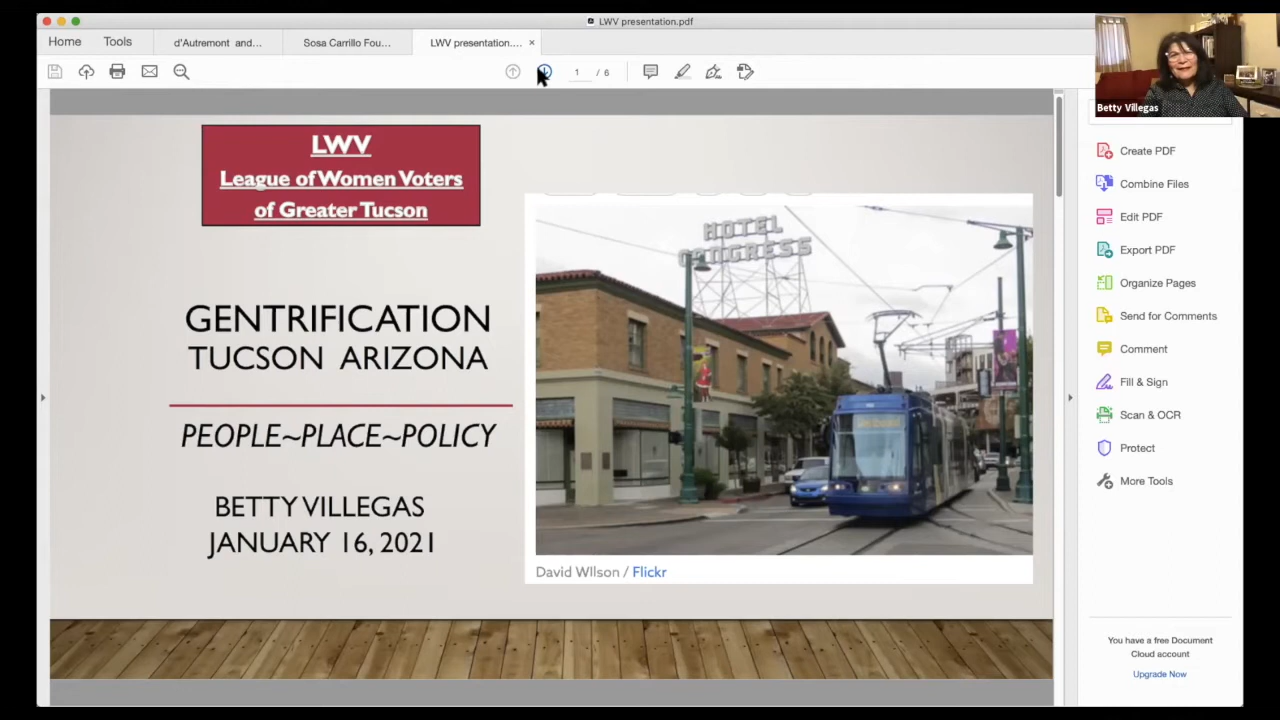 LWV presentation.pdf
Home
Tools
d'Autremont and...
Sosa Carrillo Fou...
LWV presentation....
×
1 / 6
Betty Villegas
LWV
League of Women Voters
of Greater Tucson
GENTRIFICATION
TUCSON ARIZONA
PEOPLE~PLACE~POLICY
BETTY VILLEGAS
JANUARY 16, 2021
HOTEL
CONGRESS
David WIlson / Flickr
Create PDF
Combine Files
Edit PDF
Export PDF
Organize Pages
Send for Comments
Comment
Fill & Sign
Scan & OCR
Protect
More Tools
You have a free Document
Cloud account
Upgrade Now